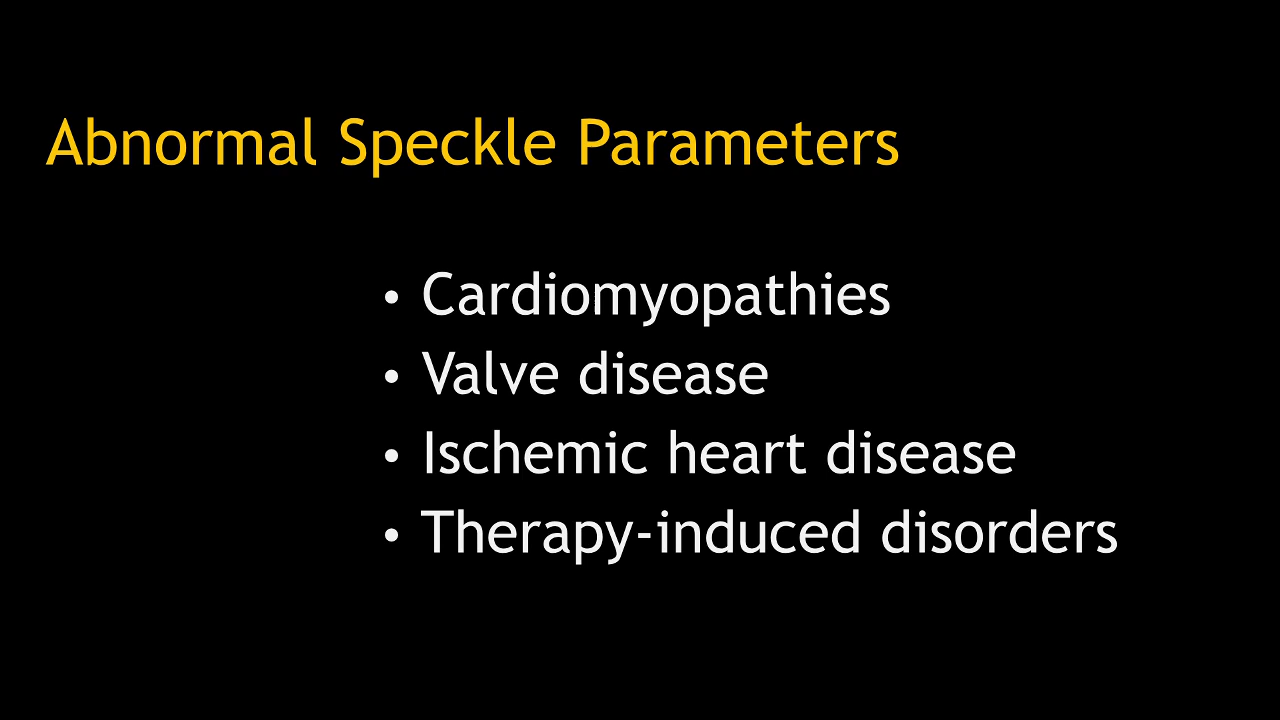 Abnormal Speckle Parameters
• Cardiomyopathies
• Valve disease
• Ischemic heart disease
• Therapy-induced disorders